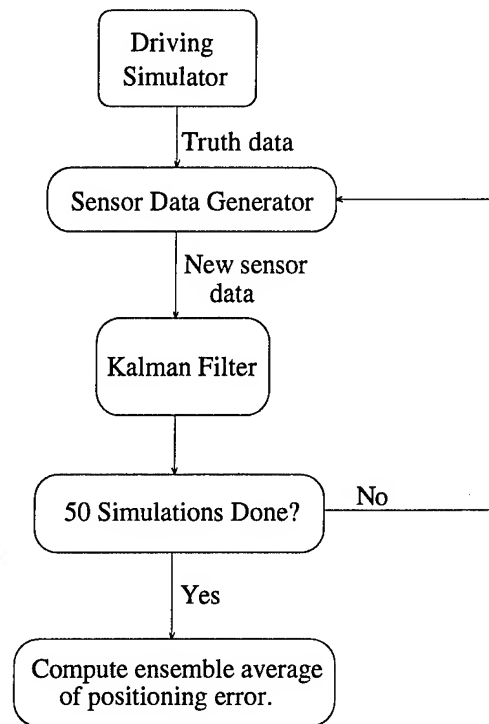 Driving
Simulator
Truth data
Sensor Data Generator
New sensor
data
Kalman Filter
50 Simulations Done?
No
Yes
Compute ensemble average
of positioning error.